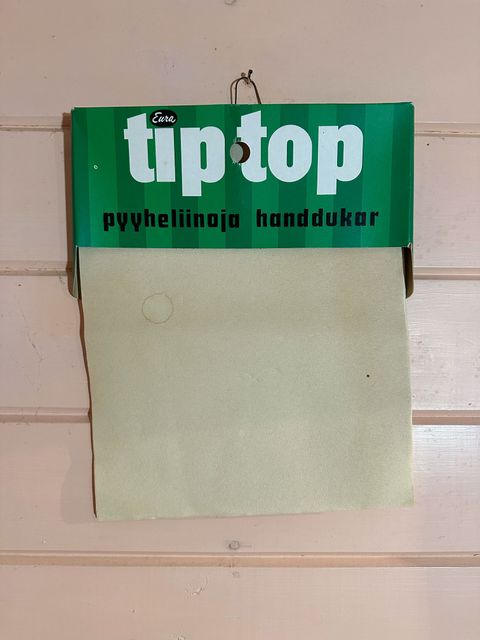 Eura
tip top
pyyheliinoja handdukar